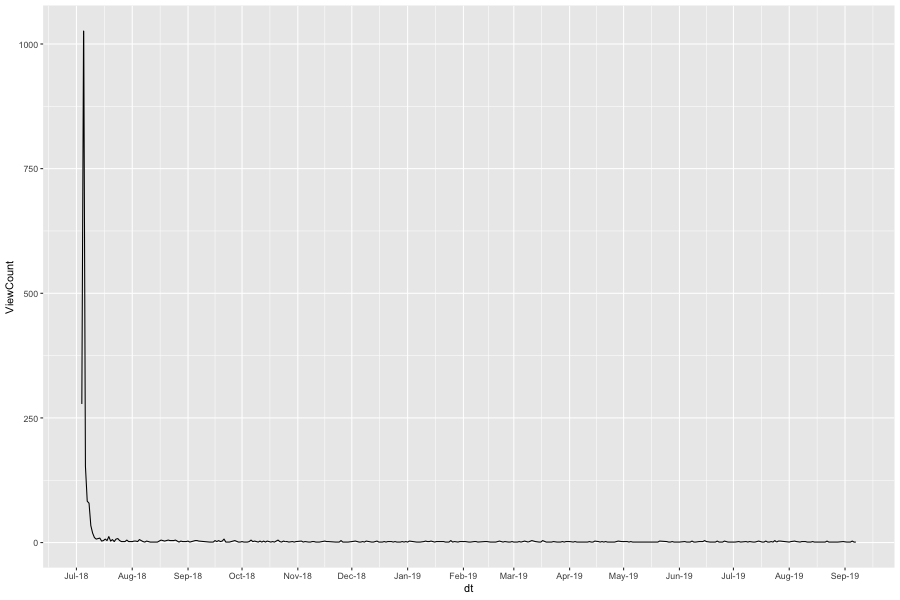 1000
750
500
250
0
ViewCount
Jul-18 Aug-18 Sep-18 Oct-18 Nov-18 Dec-18 Jan-19 Feb-19 Mar-19 Apr-19 May-19 Jun-19 Jul-19 Aug-19 Sep-19
dt